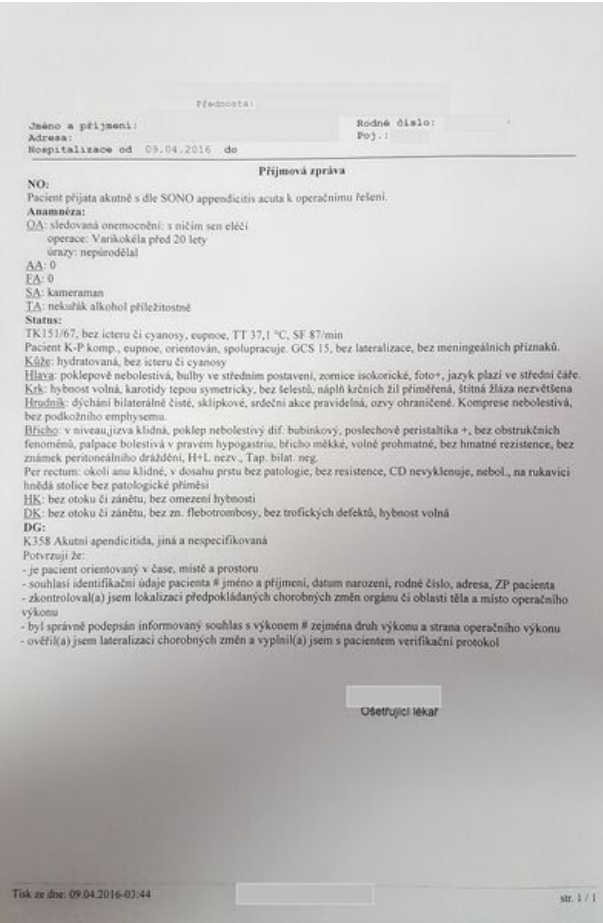 Přednosta:
Jméno a příjmení:
Rodné číslo:
Adresa:
Poj.:
Hospitalizace od 09.04.2016 do
Příjmová zpráva
NO:
Pacient přijata akutně s dle SONO appendicitis acuta k operačnímu řešení.
Anamnéza:
OA: sledovaná onemocnění: s ničím sen eléčí
operace: Varikokéla před 20 lety
úrazy: nepúrodělal
AA: 0
FA: 0
SA: kameraman
TA: nekuřák alkohol příležitostně
Status:
TK151/67, bez icteru či cyanosy, eupnoe, TT 37,1 °C, SF 87/min
Pacient K-P komp., eupnoe, orientován, spolupracuje. GCS 15, bez lateralizace, bez meningeálních příznaků.
Kůže: hydratovaná, bez icteru či cyanosy
Hlava: poklepově nebolestivá, bulby ve středním postavení, zornice isokorické, foto+, jazyk plazí ve střední čáře.
Krk: hybnost volná, karotidy tepou symetricky, bez šelestů, náplň krčních žil přiměřená, štítná žláza nezvětšena
Hrudník: dýchání bilaterálně čisté, sklípkové, srdeční akce pravidelná, ozvy ohraničené. Komprese nebolestivá,
bez podkožního emphysemu.
Břicho: v niveau,jizva klidná, poklep nebolestivý dif. bubínkový, poslechově peristaltika +, bez obstrukčních
fenoménů, palpace bolestivá v pravém hypogastriu, břicho měkké, volně prohmatné, bez hmatné rezistence, bez
známek peritoneálního dráždění, H+L nezv., Tap. bilat. neg.
Per rectum: okolí anu klidné, v dosahu prstu bez patologie, bez resistence, CD nevyklenuje, nebol., na rukavici
hnědá stolice bez patologické příměsi
HK: bez otoku či zánětu, bez omezení hybnosti
DK: bez otoku či zánětu, bez zn. flebotrombosy, bez trofických defektů, hybnost volná
DG:
K358 Akutní apendicitida, jiná a nespecifikovaná
Potvrzuji že:
- je pacient orientovaný v čase, místě a prostoru
- souhlasí identifikační údaje pacienta # jméno a příjmení, datum narození, rodné číslo, adresa, ZP pacienta
- zkontroloval(a) jsem lokalizaci předpokládaných chorobných změn orgánu či oblasti těla a místo operačního
výkonu
- byl správně podepsán informovaný souhlas s výkonem # zejména druh výkonu a strana operačního výkonu
- ověřil(a) jsem lateralizaci chorobných změn a vyplnil(a) jsem s pacientem verifikační protokol
Ošetřující lékař
Tisk ze dne: 09.04.2016-03:44
str. 1 / 1